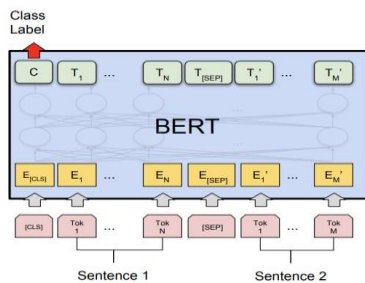 Class
Label
C T1 ... TN T[SEP] T1' ... TM'
BERT
E[CLS] E1 ... EN E[SEP] E1' ... EM'
[CLS] Tok 1 ... Tok N [SEP] Tok 1 ... Tok M
Sentence 1 Sentence 2